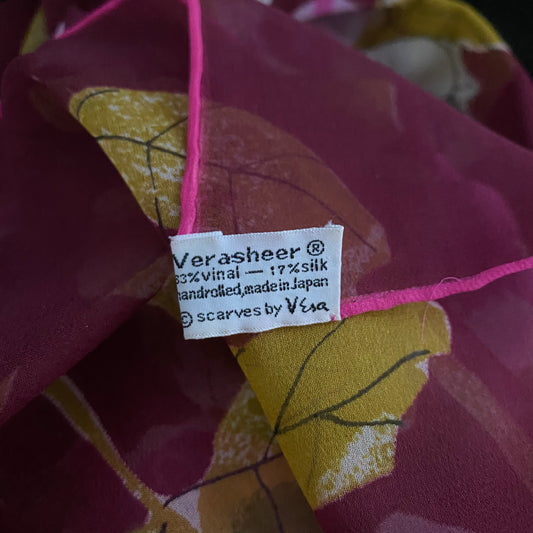 Verasheer ®
83%vinal — 17%silk
handrolled, made in Japan
© scarves by Vera